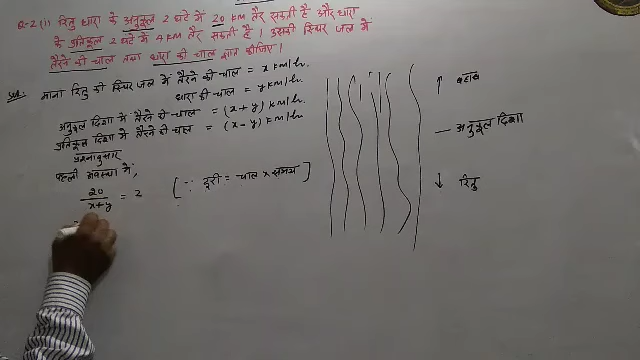 Q-2(i) रितु धारा के अनुकूल 2 घंटे में 20 km तैर सकती है और धारा
के प्रतिकूल 2 घंटे में 4 km तैर सकती है। उसकी स्थिर जल में
तैरने की चाल तथा धारा की चाल ज्ञात कीजिए।
Sol. माना रितु की स्थिर जल में तैरने की चाल = x km/h.
धारा की चाल = y km/h.
अनुकूल दिशा में तैरने की चाल = (x + y) km/h
प्रतिकूल दिशा में तैरने की चाल = (x - y) km/h
प्रश्नानुसार
पहली अवस्था में,
20/(x+y) = 2 [∵ दूरी = चाल × समय]
↑ बहाव
— अनुकूल दिशा
↓ रितु